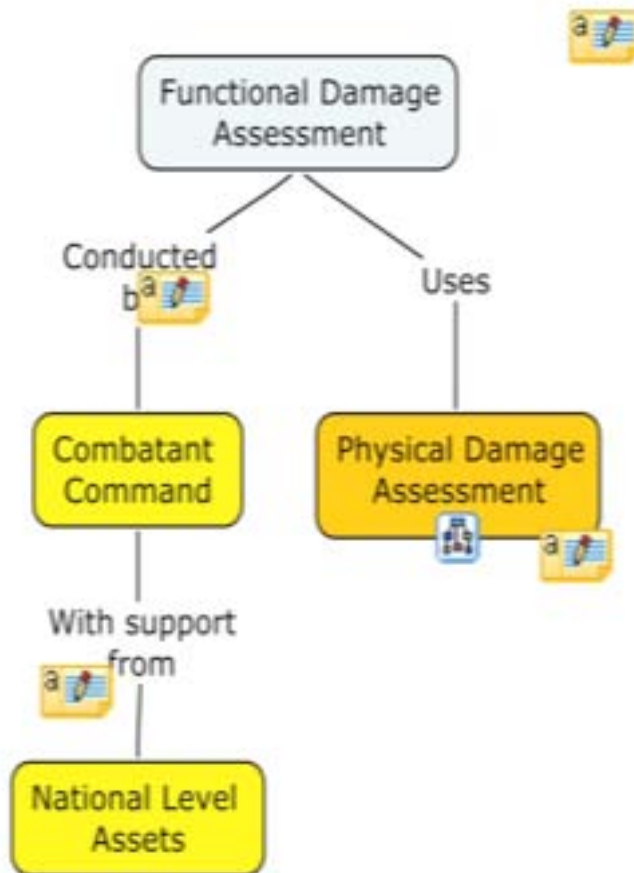 a
Functional Damage
Assessment
Conducted
b
a
Uses
Combatant
Command
Physical Damage
Assessment
a
With support
from
a
National Level
Assets